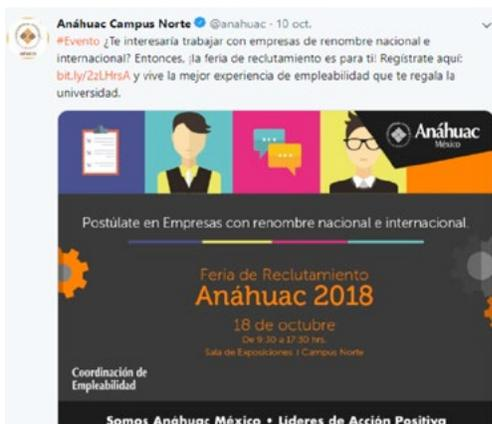 Anáhuac Campus Norte @anahuac · 10 oct.
#Evento ¿Te interesaría trabajar con empresas de renombre nacional e
internacional? Entonces, ¡la feria de reclutamiento es para ti! Regístrate aquí:
bit.ly/2zLHrsA y vive la mejor experiencia de empleabilidad que te regala la
universidad.
Anáhuac
México
Postúlate en Empresas con renombre nacional e internacional.
Feria de Reclutamiento
Anáhuac 2018
18 de octubre
De 9:30 a 17:30 hrs.
Sala de Exposiciones | Campus Norte
Coordinación de
Empleabilidad
Somos Anáhuac México • Líderes de Acción Positiva